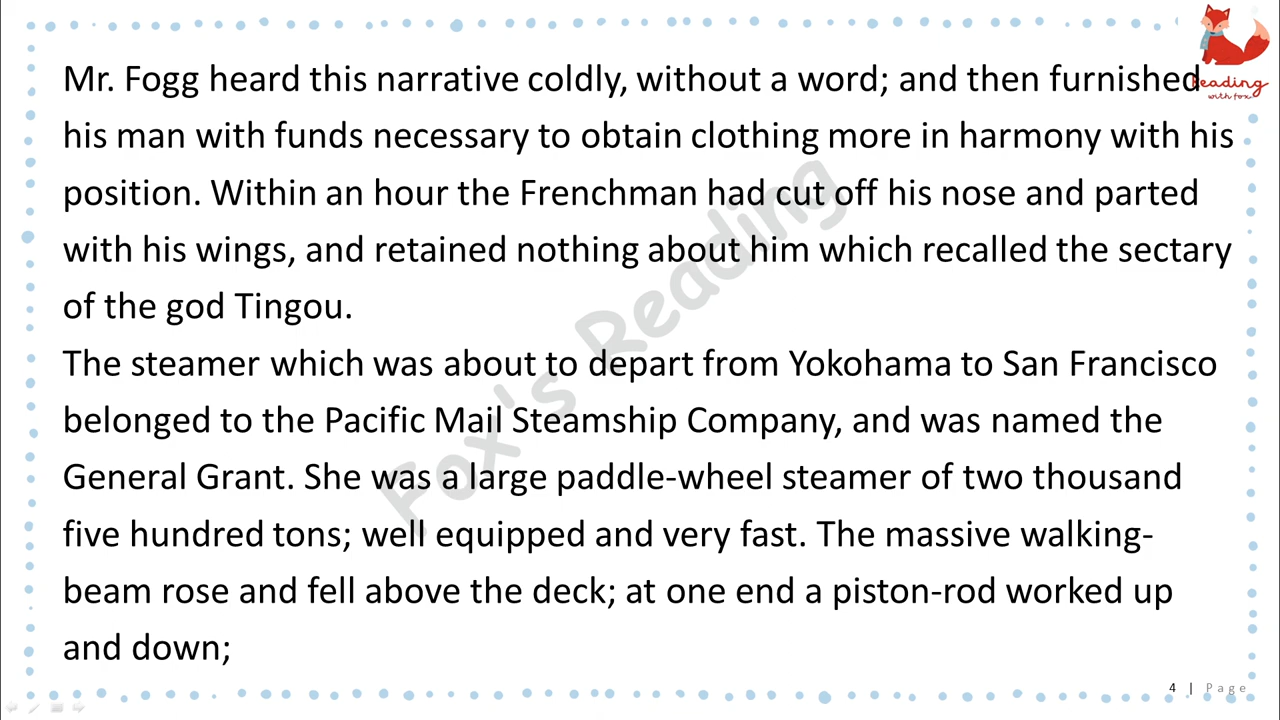 Mr. Fogg heard this narrative coldly, without a word; and then furnished
his man with funds necessary to obtain clothing more in harmony with his
position. Within an hour the Frenchman had cut off his nose and parted
with his wings, and retained nothing about him which recalled the sectary
of the god Tingou.
The steamer which was about to depart from Yokohama to San Francisco
belonged to the Pacific Mail Steamship Company, and was named the
General Grant. She was a large paddle-wheel steamer of two thousand
five hundred tons; well equipped and very fast. The massive walking-
beam rose and fell above the deck; at one end a piston-rod worked up
and down;
Reading
with fox
Fox's Reading
4 | Page